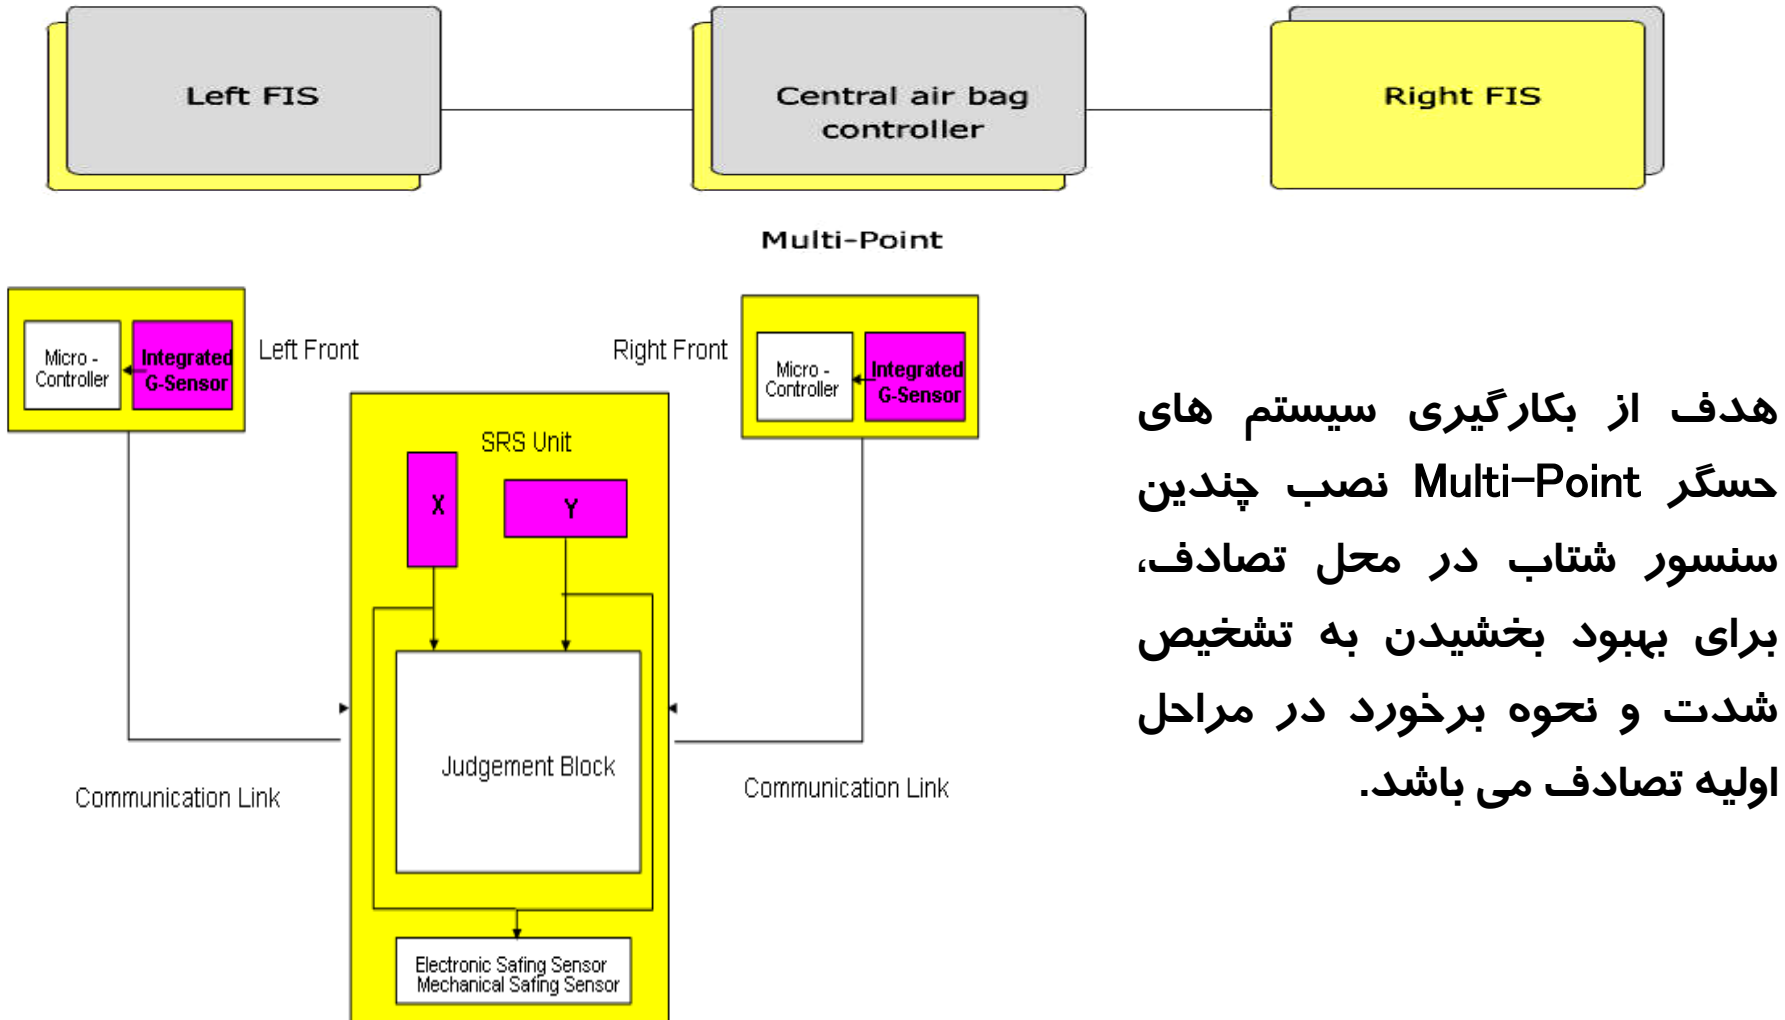 Left FIS
Central air bag
controller
Right FIS
Multi-Point
Micro -
Controller
Integrated
G-Sensor
Left Front
Right Front
Micro -
Controller
Integrated
G-Sensor
SRS Unit
X
Y
Judgement Block
Communication Link
Communication Link
Electronic Safing Sensor
Mechanical Safing Sensor
هدف از بکارگیری سیستم های
حسگر Multi-Point نصب چندین
سنسور شتاب در محل تصادف،
برای بهبود بخشیدن به تشخیص
شدت و نحوه برخورد در مراحل
اولیه تصادف می باشد.